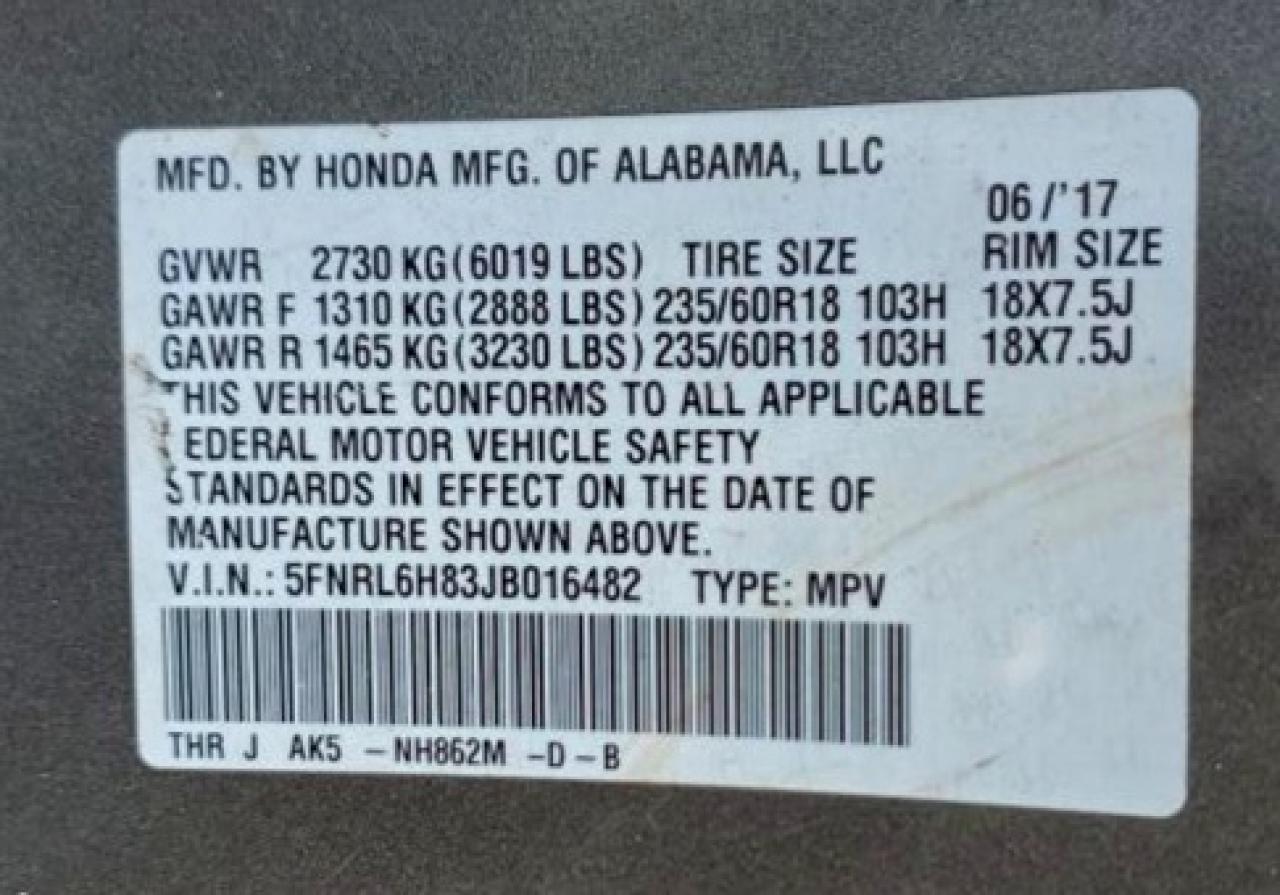 MFD. BY HONDA MFG. OF ALABAMA, LLC
06/'17
GVWR 2730 KG(6019 LBS) TIRE SIZE RIM SIZE
GAWR F 1310 KG(2888 LBS) 235/60R18 103H 18X7.5J
GAWR R 1465 KG(3230 LBS) 235/60R18 103H 18X7.5J
THIS VEHICLE CONFORMS TO ALL APPLICABLE
FEDERAL MOTOR VEHICLE SAFETY
STANDARDS IN EFFECT ON THE DATE OF
MANUFACTURE SHOWN ABOVE.
V.I.N.: 5FNRL6H83JB016482 TYPE: MPV
THR J AK5 -NH862M -D-B